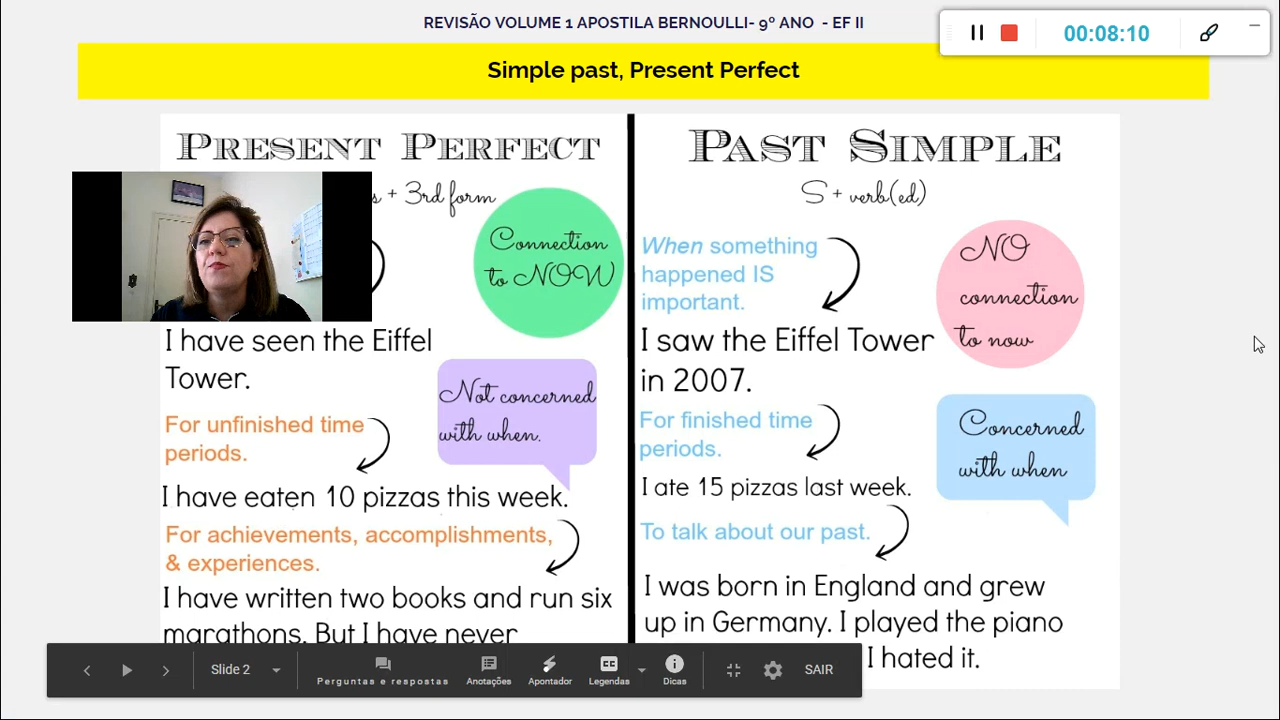 REVISÃO VOLUME 1 APOSTILA BERNOULLI- 9º ANO - EF II
00:08:10
Simple past, Present Perfect
PRESENT PERFECT
+ 3rd form
Connection
to NOW
I have seen the Eiffel
Tower.
Not concerned
with when.
For unfinished time
periods.
I have eaten 10 pizzas this week.
For achievements, accomplishments,
& experiences.
I have written two books and run six
marathons. But I have never
PAST SIMPLE
S + verb(ed)
When something
happened IS
important.
NO
connection
to now
I saw the Eiffel Tower
in 2007.
For finished time
periods.
Concerned
with when
I ate 15 pizzas last week.
To talk about our past.
I was born in England and grew
up in Germany. I played the piano
I hated it.
Slide 2
Perguntas e respostas
Anotações
Apontador
CC
Legendas
Dicas
SAIR